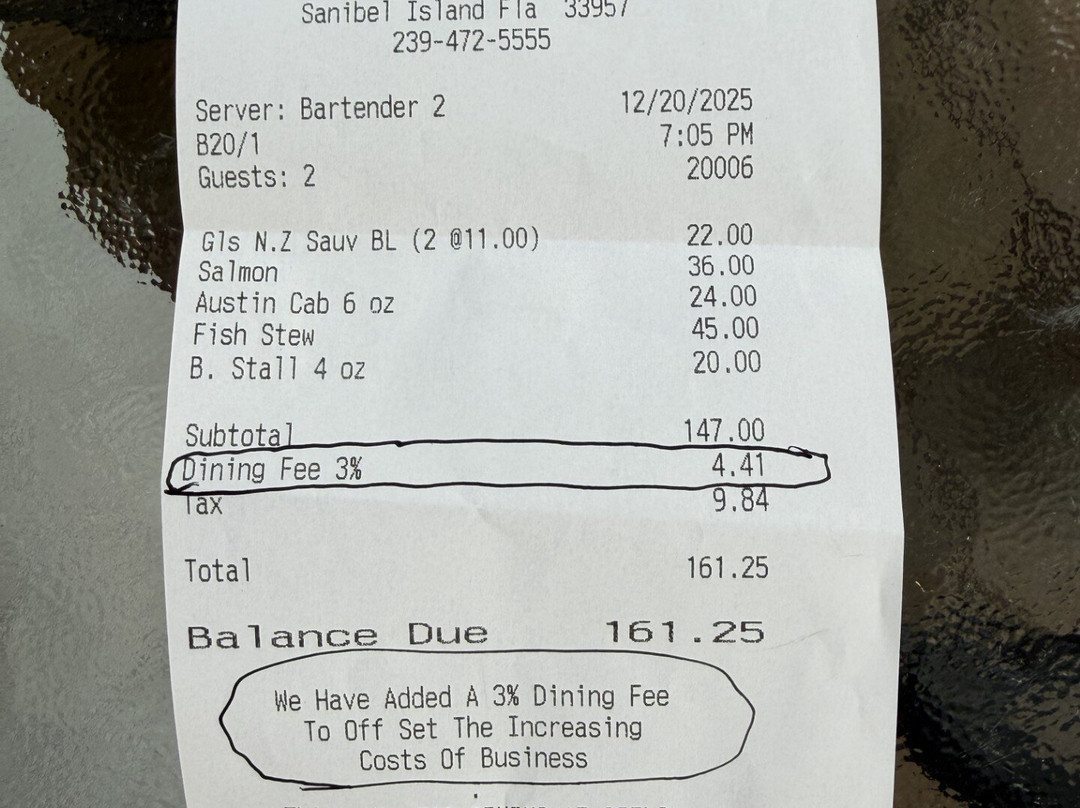 Sanibel Island Fla 33957
239-472-5555
Server: Bartender 2 12/20/2025
B20/1 7:05 PM
Guests: 2 20006
Gls N.Z Sauv BL (2 @11.00) 22.00
Salmon 36.00
Austin Cab 6 oz 24.00
Fish Stew 45.00
B. Stall 4 oz 20.00
Subtotal 147.00
Dining Fee 3% 4.41
Tax 9.84
Total 161.25
Balance Due 161.25
We Have Added A 3% Dining Fee
To Off Set The Increasing
Costs Of Business